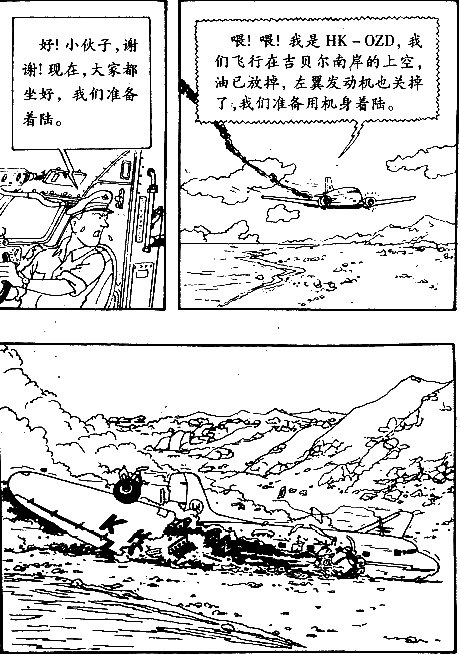 好！小伙子，谢
谢！现在，大家都
坐好，我们准备
着陆。
喂！喂！我是 HK－OZD，我
们飞行在吉贝尔南岸的上空，
油已放掉，左翼发动机也关掉
了，我们准备用机身着陆。
K
K